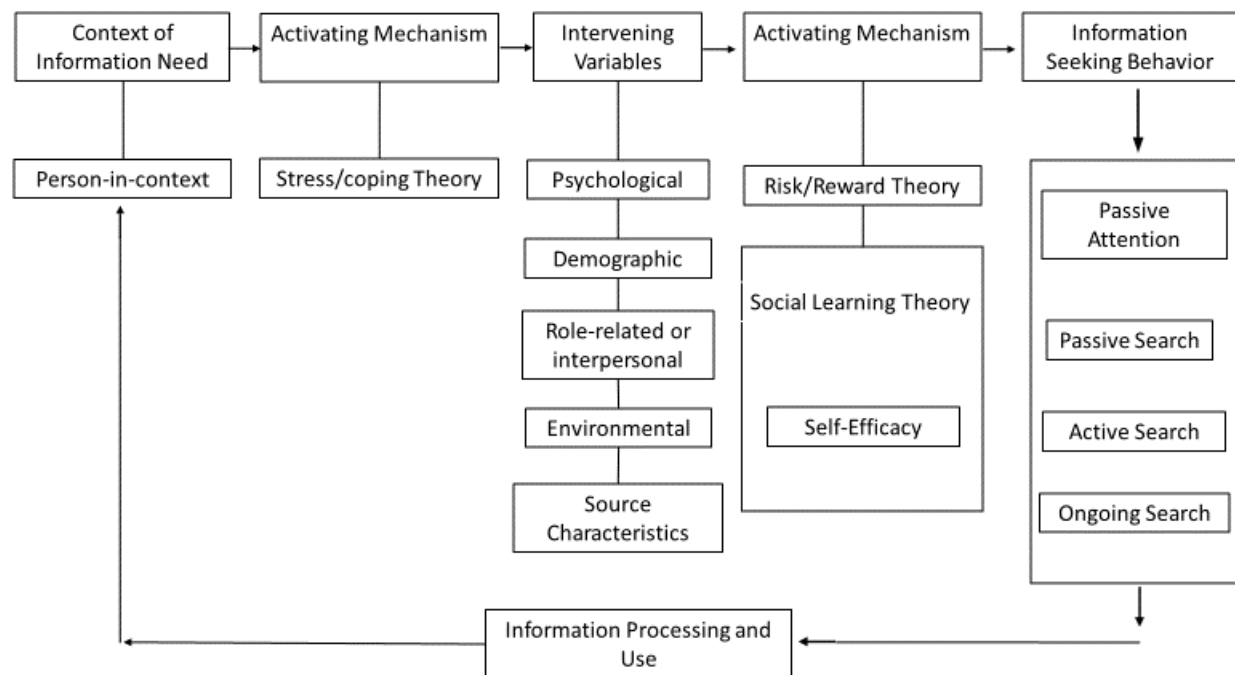 Context of
Information Need
Activating Mechanism
Intervening
Variables
Activating Mechanism
Information
Seeking Behavior
Person-in-context
Stress/coping Theory
Psychological
Demographic
Role-related or
interpersonal
Environmental
Source
Characteristics
Risk/Reward Theory
Social Learning Theory
Self-Efficacy
Passive
Attention
Passive Search
Active Search
Ongoing Search
Information Processing and
Use